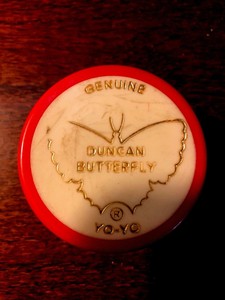 GENUINE
DUNCAN
BUTTERFLY
®
YO-YO